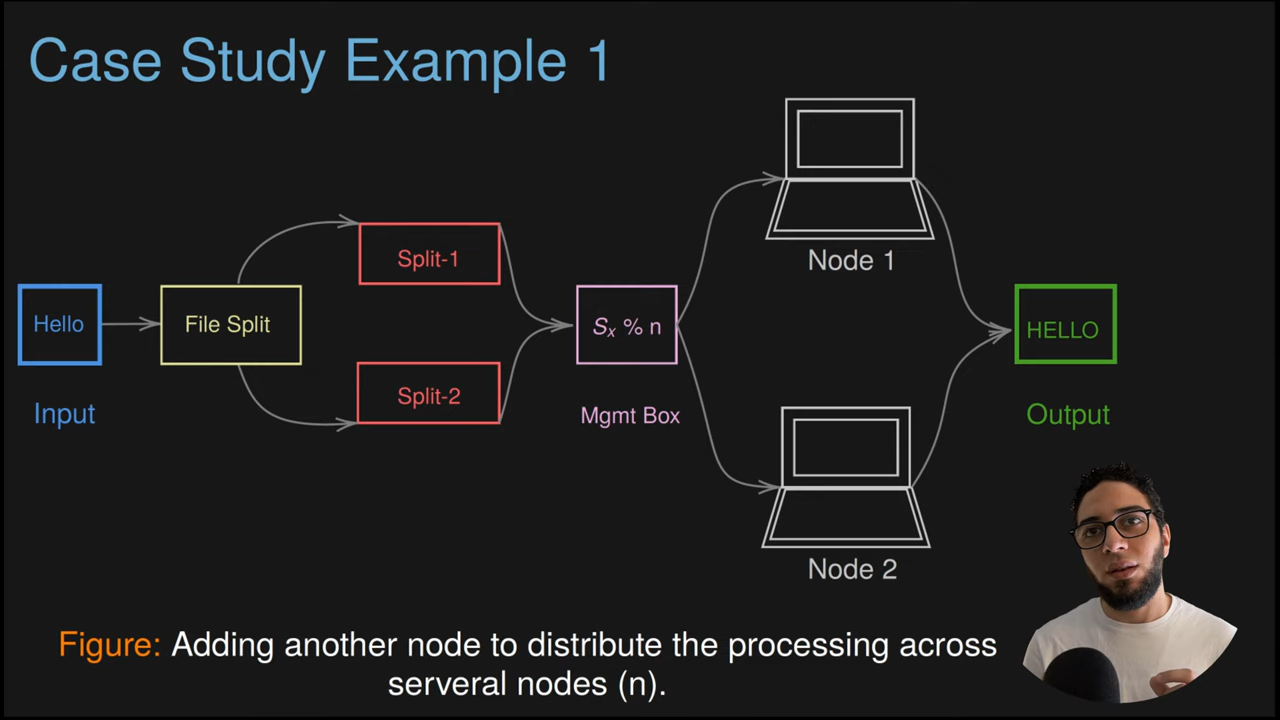 Case Study Example 1
Hello
Input
File Split
Split-1
Split-2
Sₓ % n
Mgmt Box
Node 1
Node 2
HELLO
Output
Figure: Adding another node to distribute the processing across
serveral nodes (n).